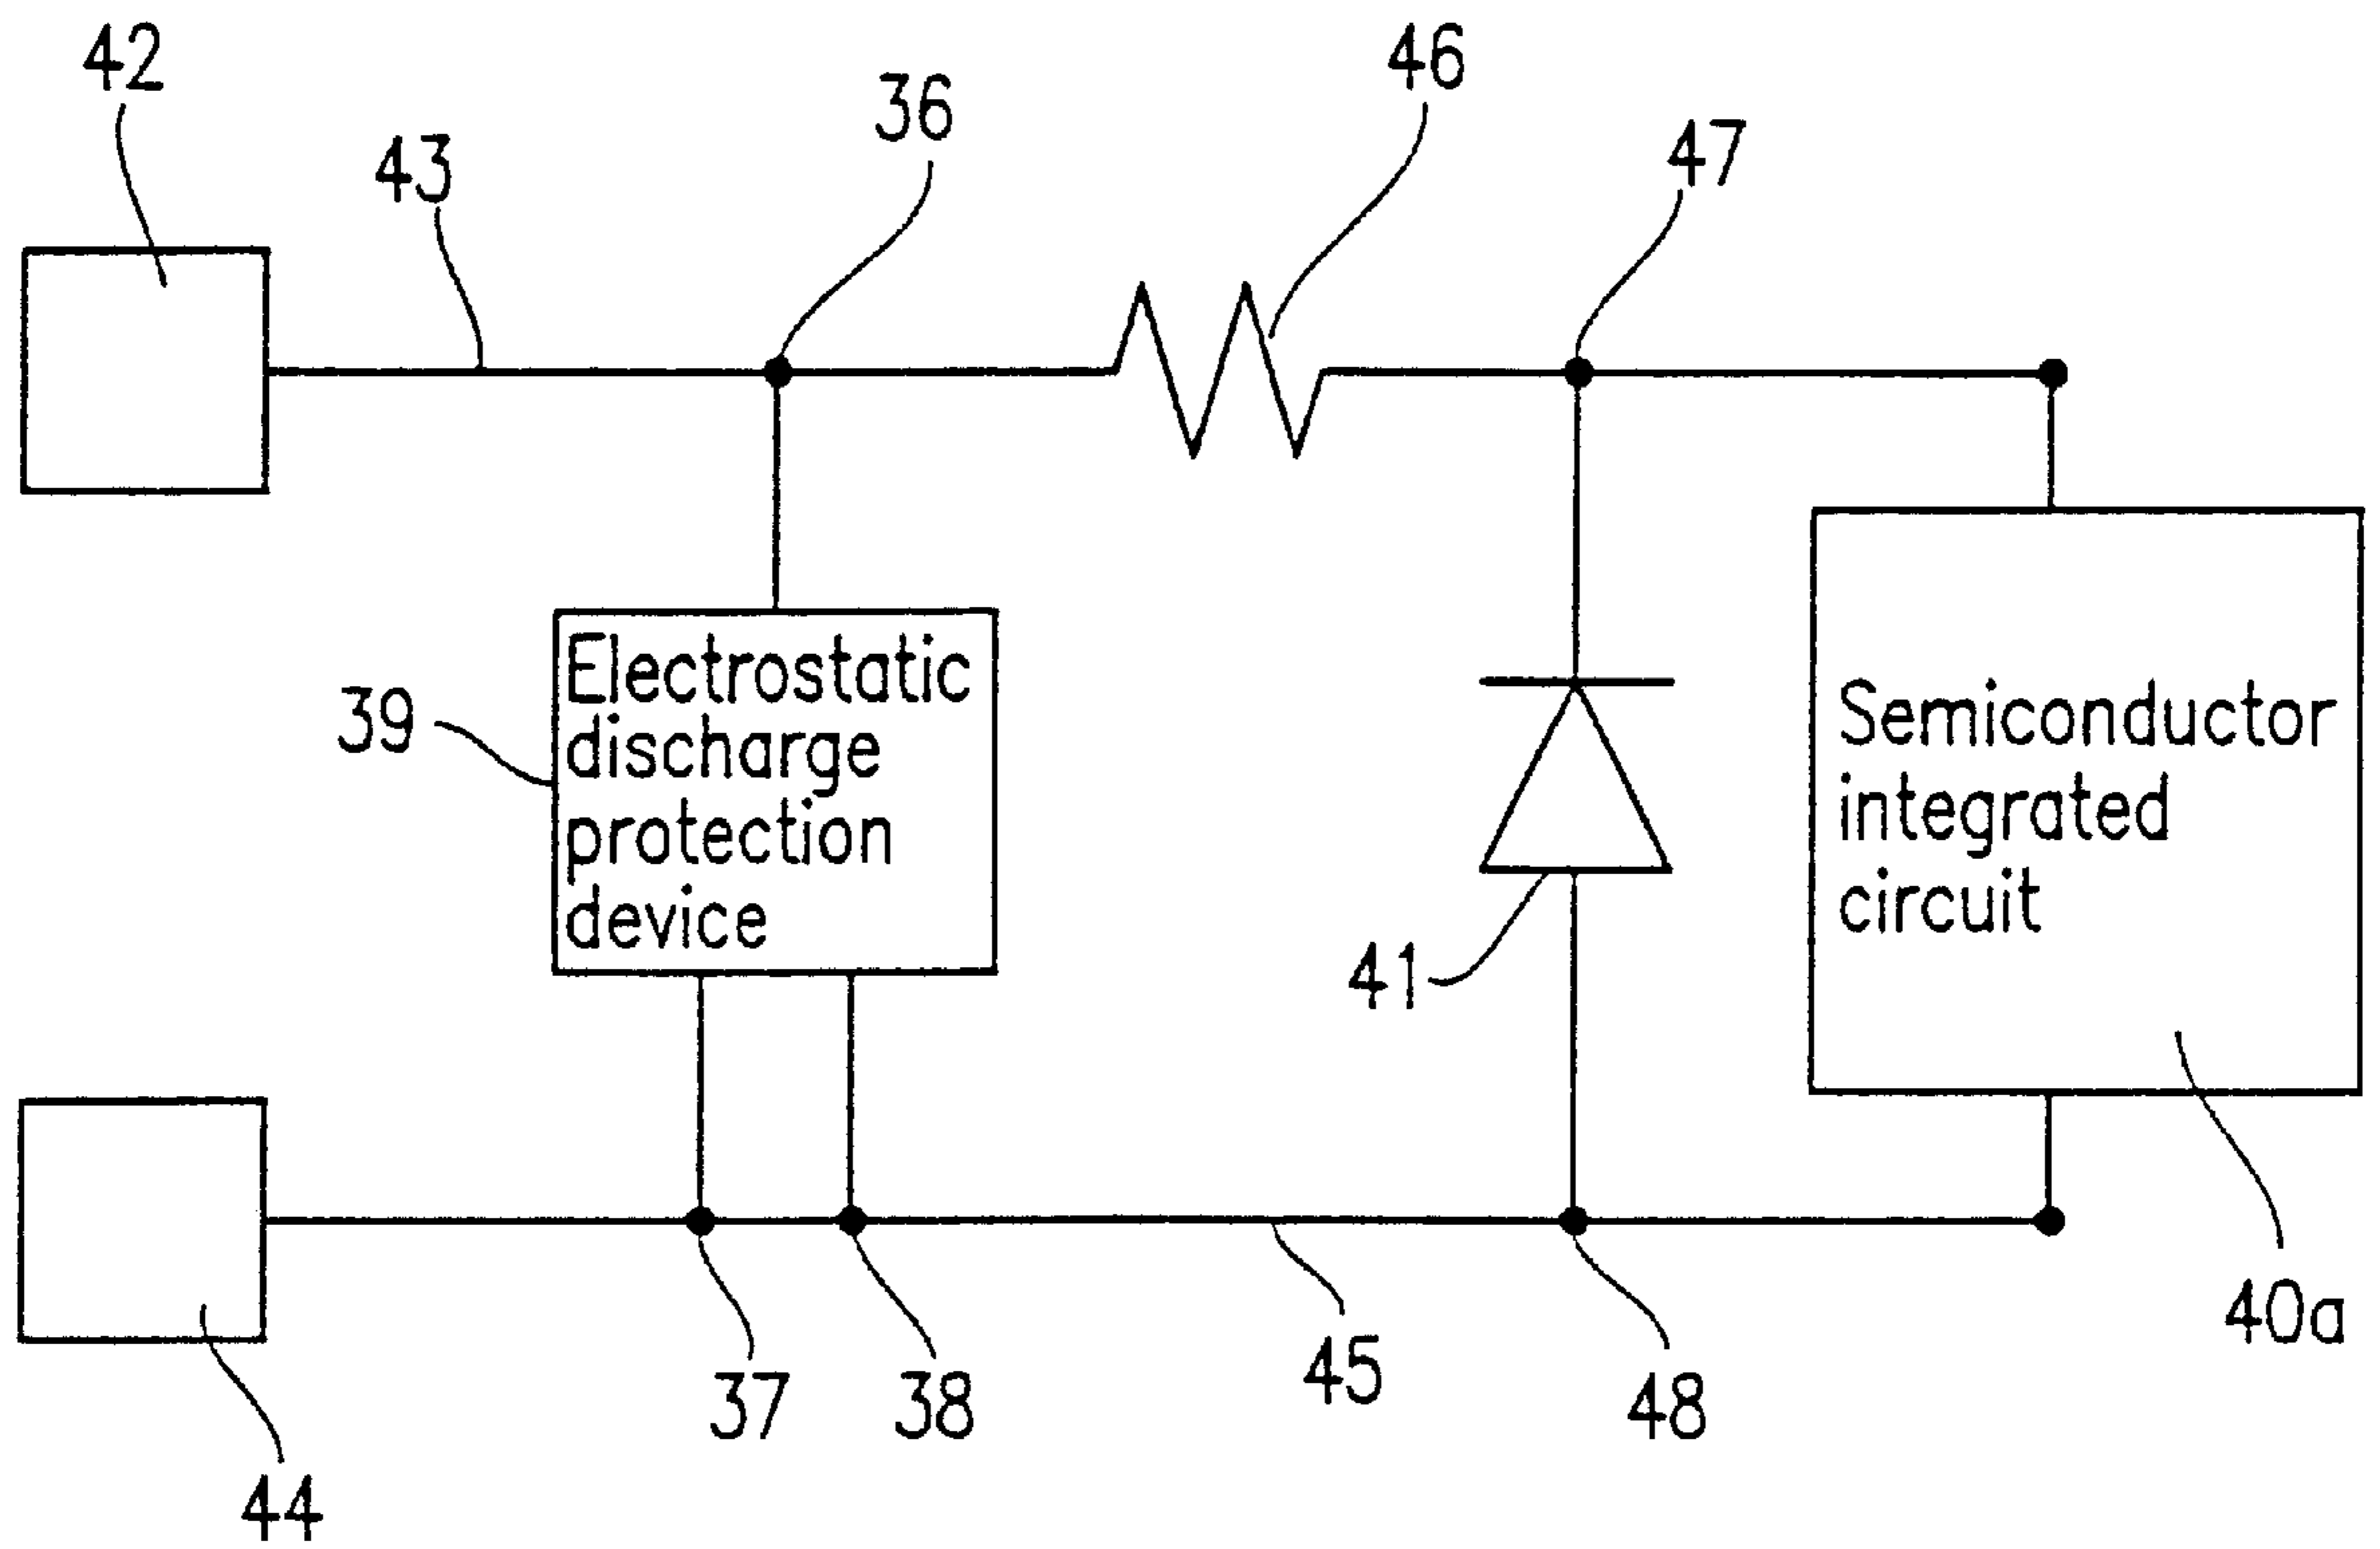 42
46
36
47
43
Electrostatic
discharge
protection
device
39
Semiconductor
integrated
circuit
41
40a
45
37
38
48
44